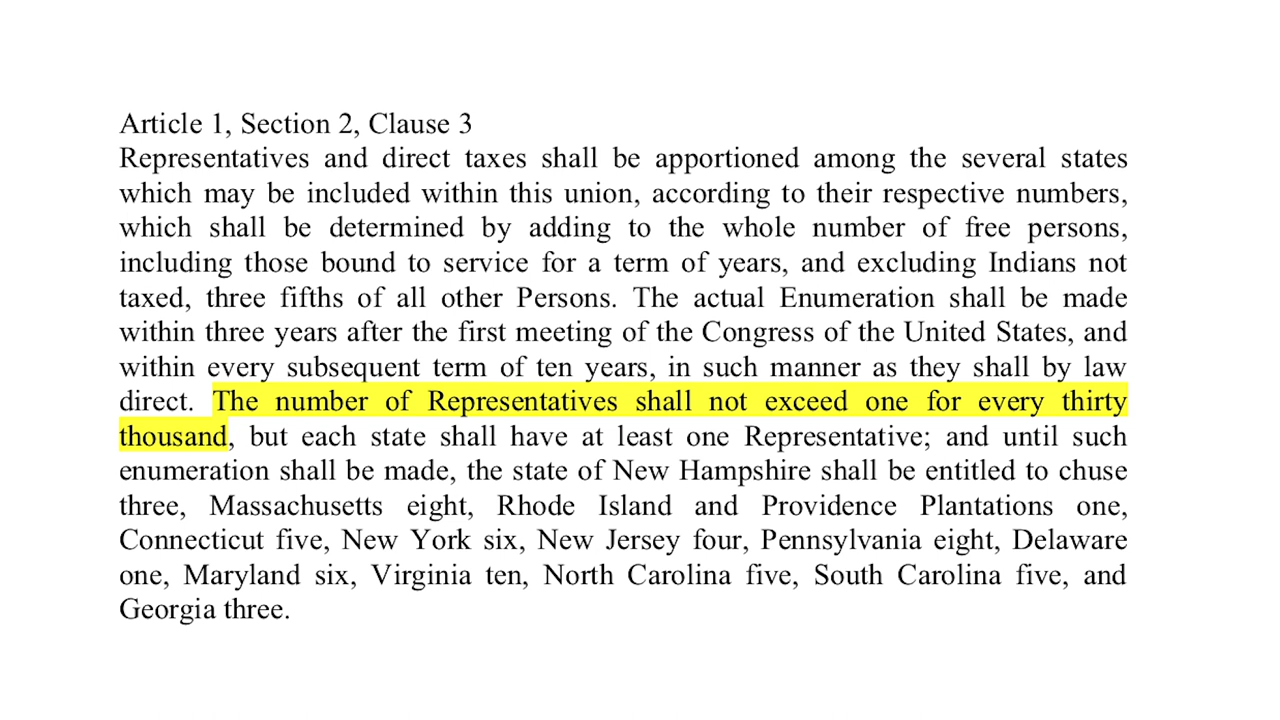 Article 1, Section 2, Clause 3
Representatives and direct taxes shall be apportioned among the several states
which may be included within this union, according to their respective numbers,
which shall be determined by adding to the whole number of free persons,
including those bound to service for a term of years, and excluding Indians not
taxed, three fifths of all other Persons. The actual Enumeration shall be made
within three years after the first meeting of the Congress of the United States, and
within every subsequent term of ten years, in such manner as they shall by law
direct. The number of Representatives shall not exceed one for every thirty
thousand, but each state shall have at least one Representative; and until such
enumeration shall be made, the state of New Hampshire shall be entitled to chuse
three, Massachusetts eight, Rhode Island and Providence Plantations one,
Connecticut five, New York six, New Jersey four, Pennsylvania eight, Delaware
one, Maryland six, Virginia ten, North Carolina five, South Carolina five, and
Georgia three.